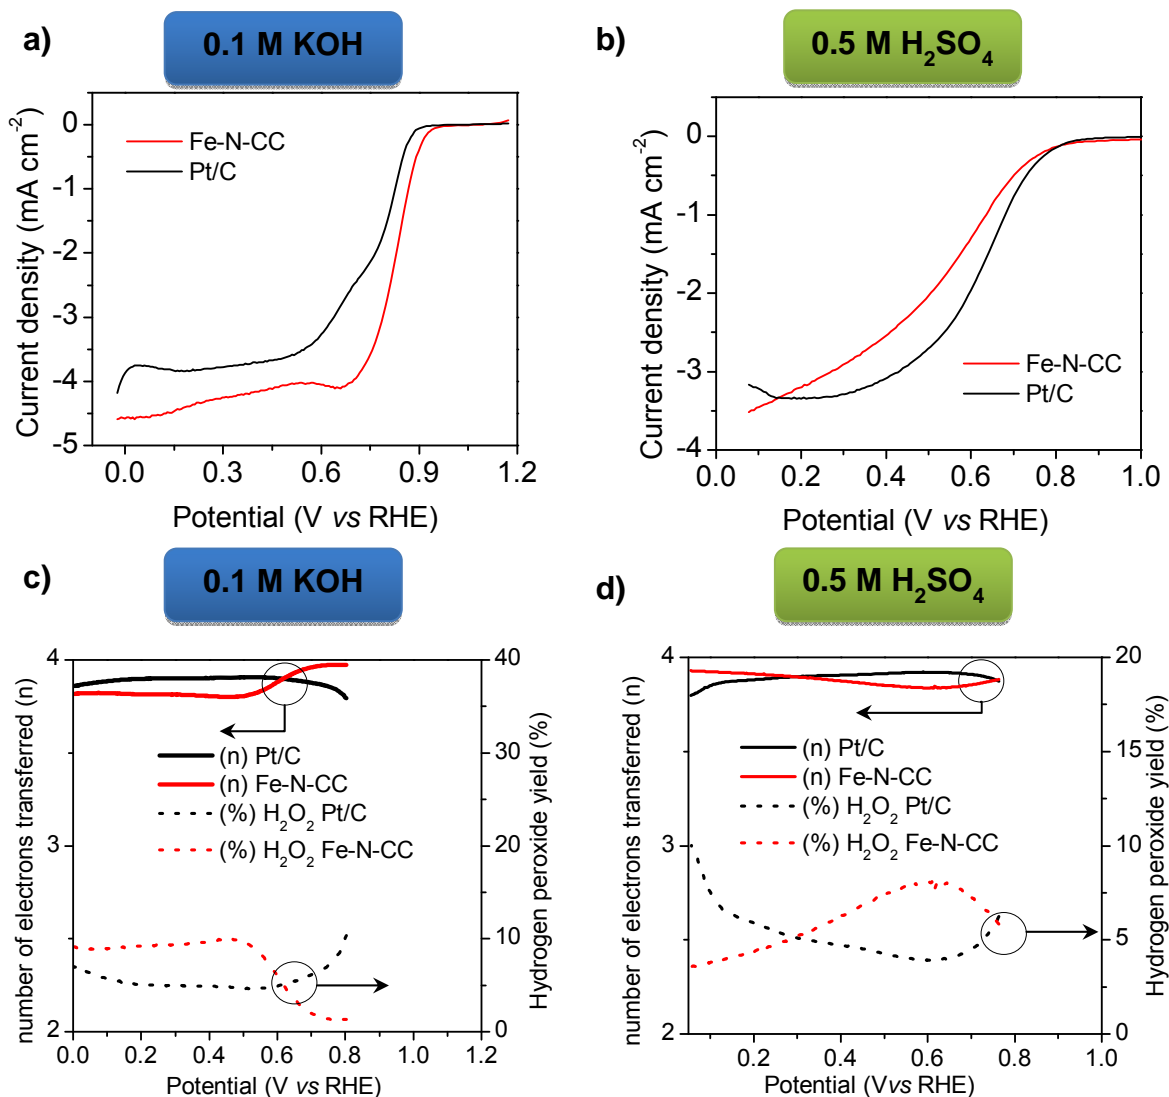 a)
0.1 M KOH
0
-1
-2
-3
-4
-5
Current density (mA cm⁻²)
Fe-N-CC
Pt/C
0.0 0.3 0.6 0.9 1.2
Potential (V vs RHE)
b)
0.5 M H₂SO₄
0
-1
-2
-3
-4
Current density (mA cm⁻²)
Fe-N-CC
Pt/C
0.0 0.2 0.4 0.6 0.8 1.0
Potential (V vs RHE)
c)
0.1 M KOH
4
3
2
number of electrons transferred (n)
(n) Pt/C
(n) Fe-N-CC
(%) H₂O₂ Pt/C
(%) H₂O₂ Fe-N-CC
40
30
20
10
0
Hydrogen peroxide yield (%)
0.0 0.2 0.4 0.6 0.8 1.0 1.2
Potential (V vs RHE)
d)
0.5 M H₂SO₄
4
3
2
number of electrons transferred (n)
(n) Pt/C
(n) Fe-N-CC
(%) H₂O₂ Pt/C
(%) H₂O₂ Fe-N-CC
20
15
10
5
0
Hydrogen peroxide yield (%)
0.2 0.4 0.6 0.8 1.0
Potential (Vvs RHE)